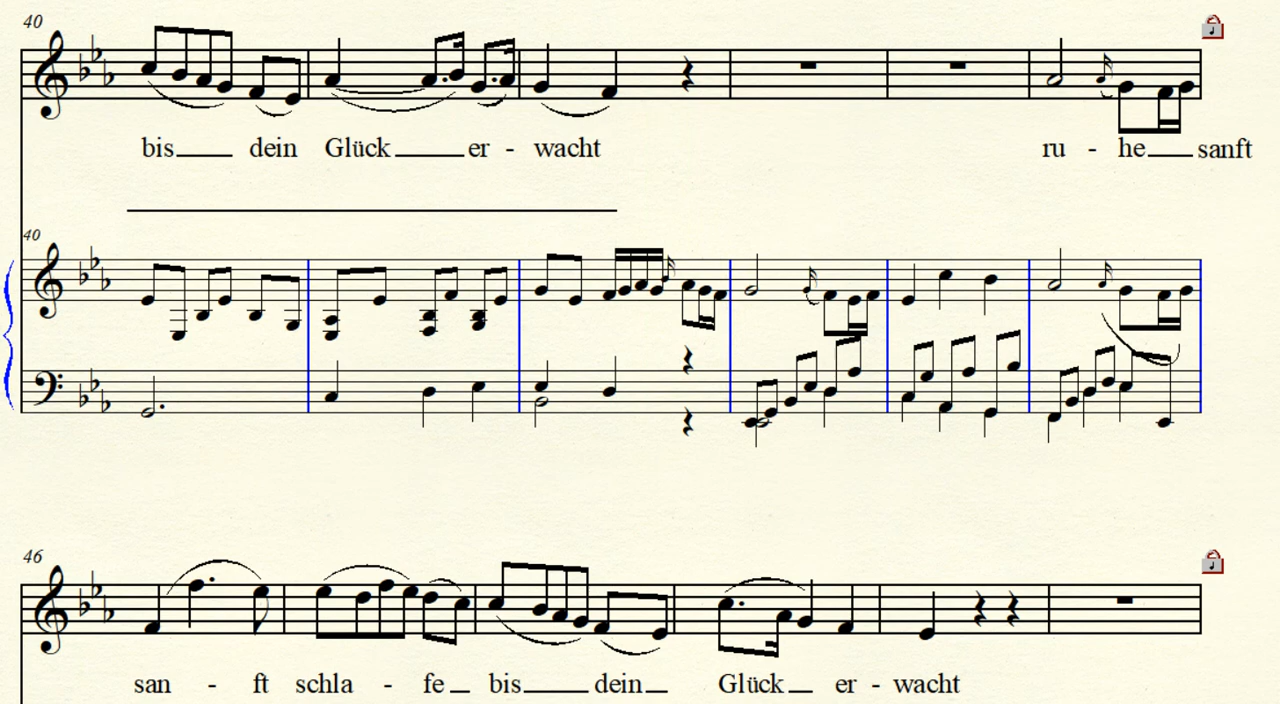 40
bis dein Glück er - wacht ru - he sanft
40
46
san - ft schla - fe bis dein Glück er - wacht